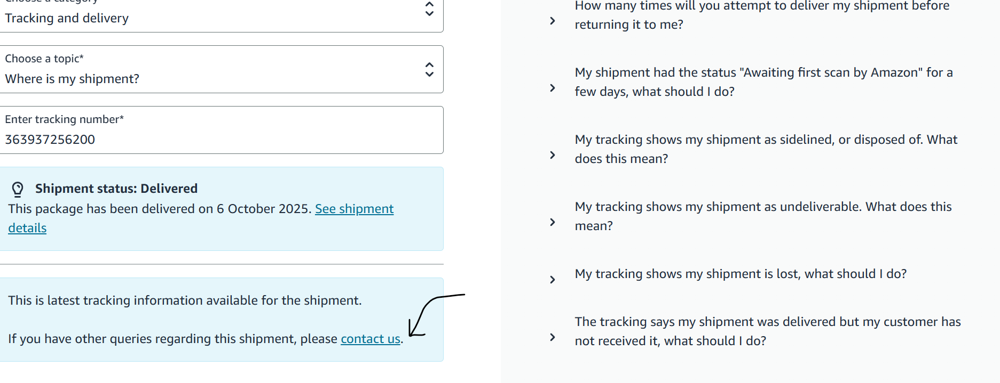 Choose a category
Tracking and delivery
Choose a topic*
Where is my shipment?
Enter tracking number*
363937256200
Shipment status: Delivered
This package has been delivered on 6 October 2025. See shipment
details
This is latest tracking information available for the shipment.
If you have other queries regarding this shipment, please contact us.
How many times will you attempt to deliver my shipment before
returning it to me?
My shipment had the status "Awaiting first scan by Amazon" for a
few days, what should I do?
My tracking shows my shipment as sidelined, or disposed of. What
does this mean?
My tracking shows my shipment as undeliverable. What does this
mean?
My tracking shows my shipment is lost, what should I do?
The tracking says my shipment was delivered but my customer has
not received it, what should I do?